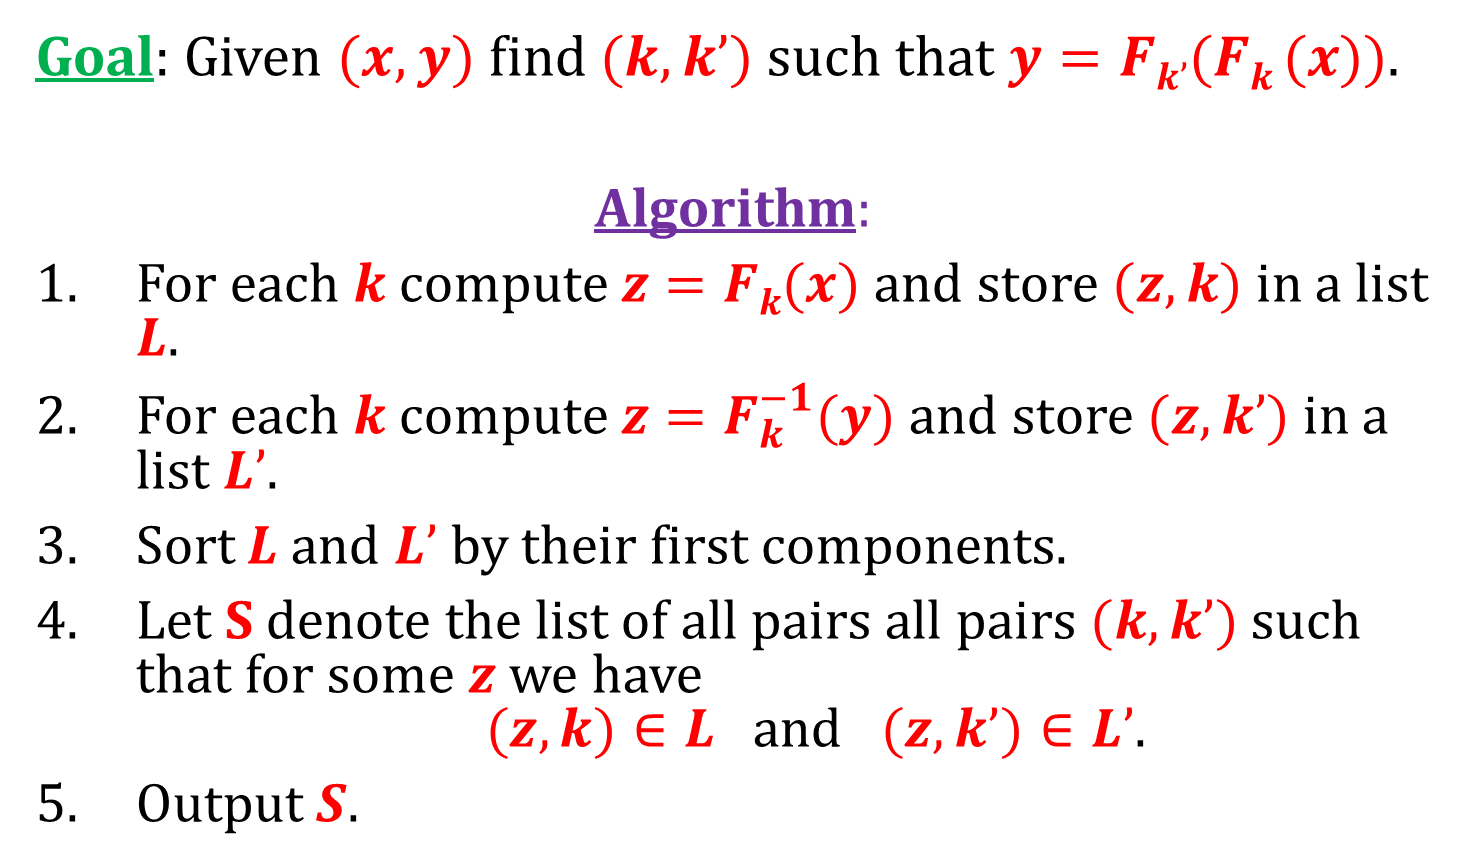 Goal: Given (x, y) find (k, k’) such that y = F_k’(F_k (x)).
Algorithm:
1. For each k compute z = F_k(x) and store (z, k) in a list
L.
2. For each k compute z = F_k^−1(y) and store (z, k’) in a
list L’.
3. Sort L and L’ by their first components.
4. Let S denote the list of all pairs all pairs (k, k’) such
that for some z we have
(z, k) ∈ L and (z, k’) ∈ L’.
5. Output S.